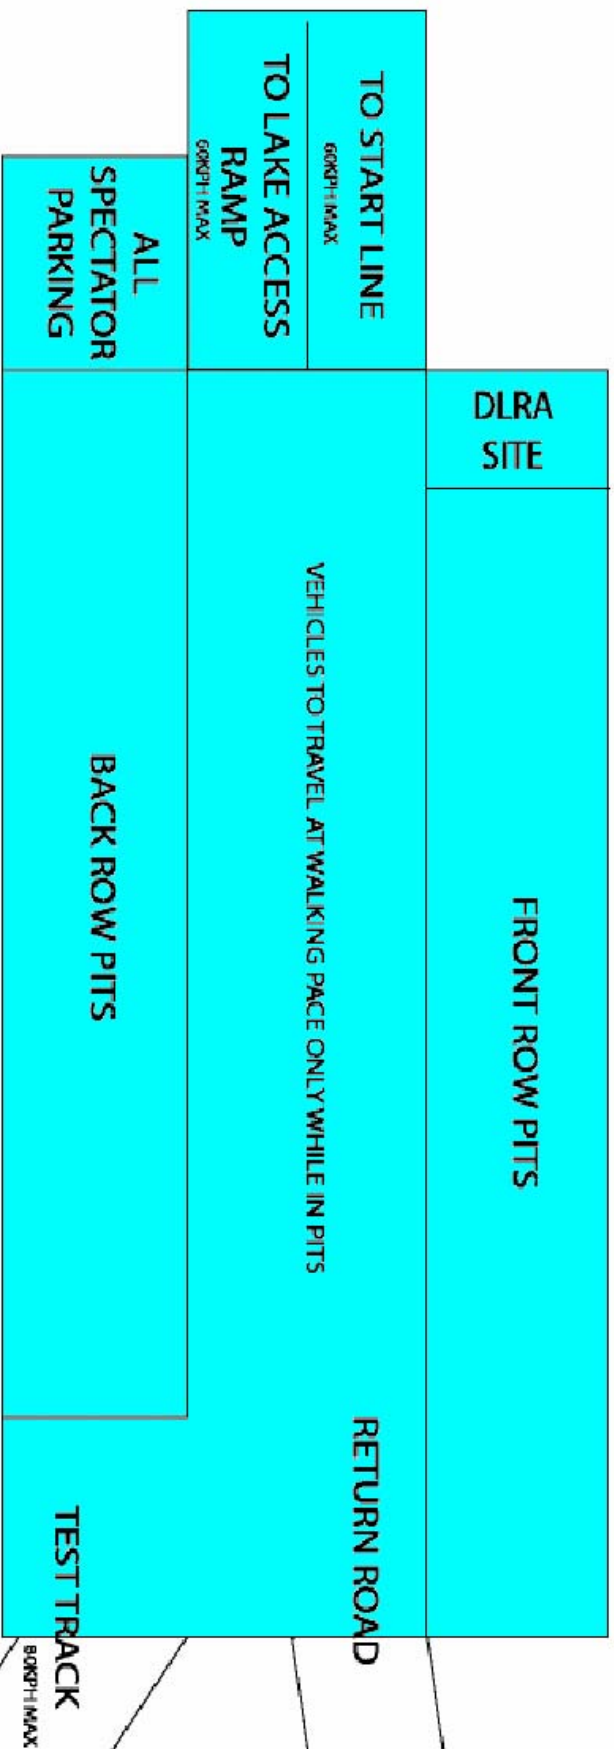 TO START LINE
60KPH MAX
TO LAKE ACCESS
RAMP
60KPH MAX
ALL
SPECTATOR
PARKING
DLRA
SITE
VEHICLES TO TRAVEL AT WALKING PACE ONLY WHILE IN PITS
FRONT ROW PITS
BACK ROW PITS
RETURN ROAD
TEST TRACK
80KPH MAX